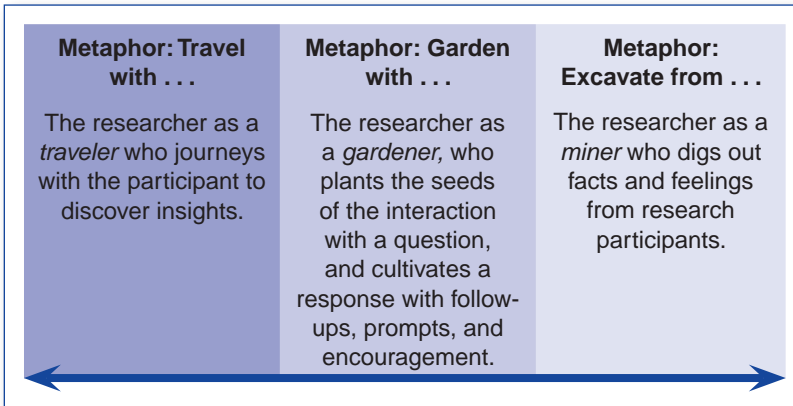 Metaphor: Travel
with . . .
The researcher as a
traveler who journeys
with the participant to
discover insights.
Metaphor: Garden
with . . .
The researcher as
a gardener, who
plants the seeds
of the interaction
with a question,
and cultivates a
response with follow-
ups, prompts, and
encouragement.
Metaphor:
Excavate from . . .
The researcher as a
miner who digs out
facts and feelings
from research
participants.